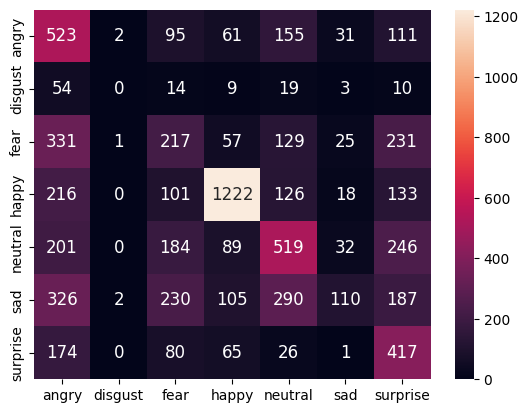 angry 523 2 95 61 155 31 111
disgust 54 0 14 9 19 3 10
fear 331 1 217 57 129 25 231
happy 216 0 101 1222 126 18 133
neutral 201 0 184 89 519 32 246
sad 326 2 230 105 290 110 187
surprise 174 0 80 65 26 1 417
angry disgust fear happy neutral sad surprise
1200
1000
800
600
400
200
0